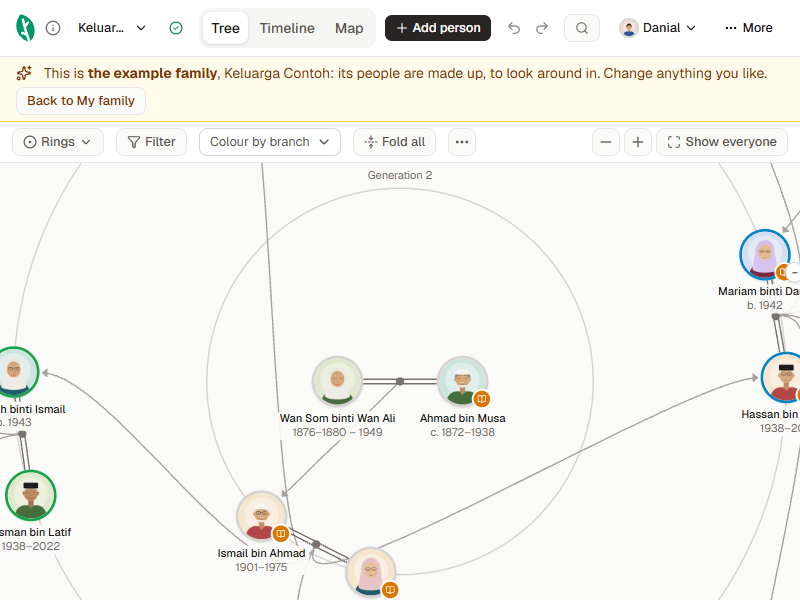 Keluar...
Tree
Timeline
Map
Add person
Danial
More
This is the example family, Keluarga Contoh: its people are made up, to look around in. Change anything you like.
Back to My family
Rings
Filter
Colour by branch
Fold all
Show everyone
Generation 2
Mariam binti Da
b. 1942
h binti Ismail
b. 1943
Wan Som binti Wan Ali
1876–1880 – 1949
Ahmad bin Musa
c. 1872–1938
Hassan bin
1938–20
sman bin Latif
1938–2022
Ismail bin Ahmad
1901–1975